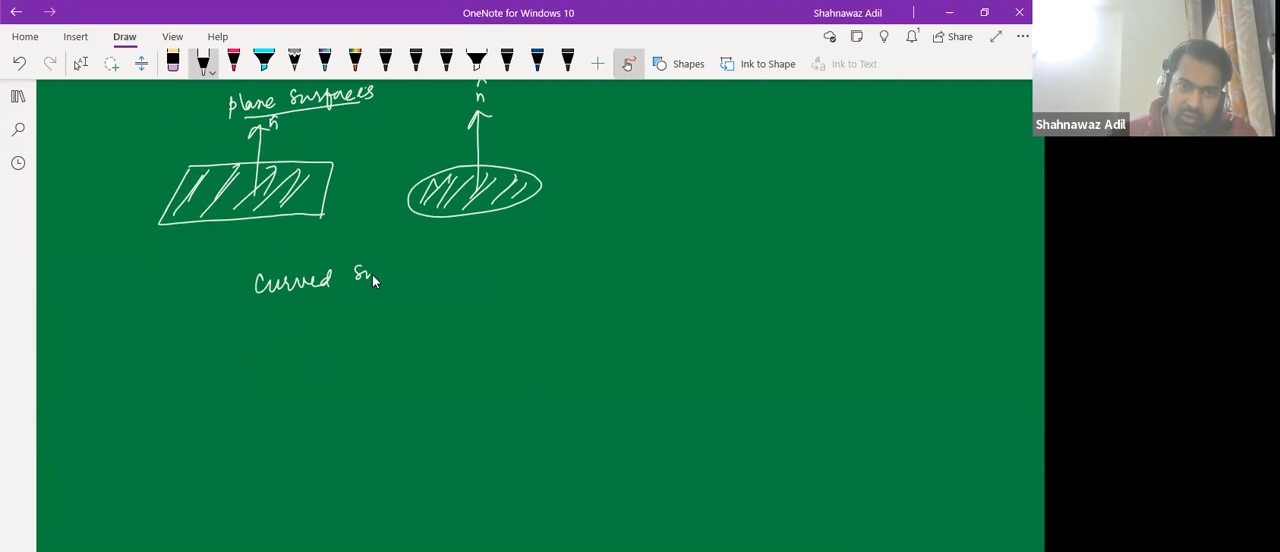 OneNote for Windows 10
Shahnawaz Adil
Home Insert Draw View Help
Share
Shapes
Ink to Shape
Ink to Text
plane surfaces
n̂
n̂
Curved
Shahnawaz Adil